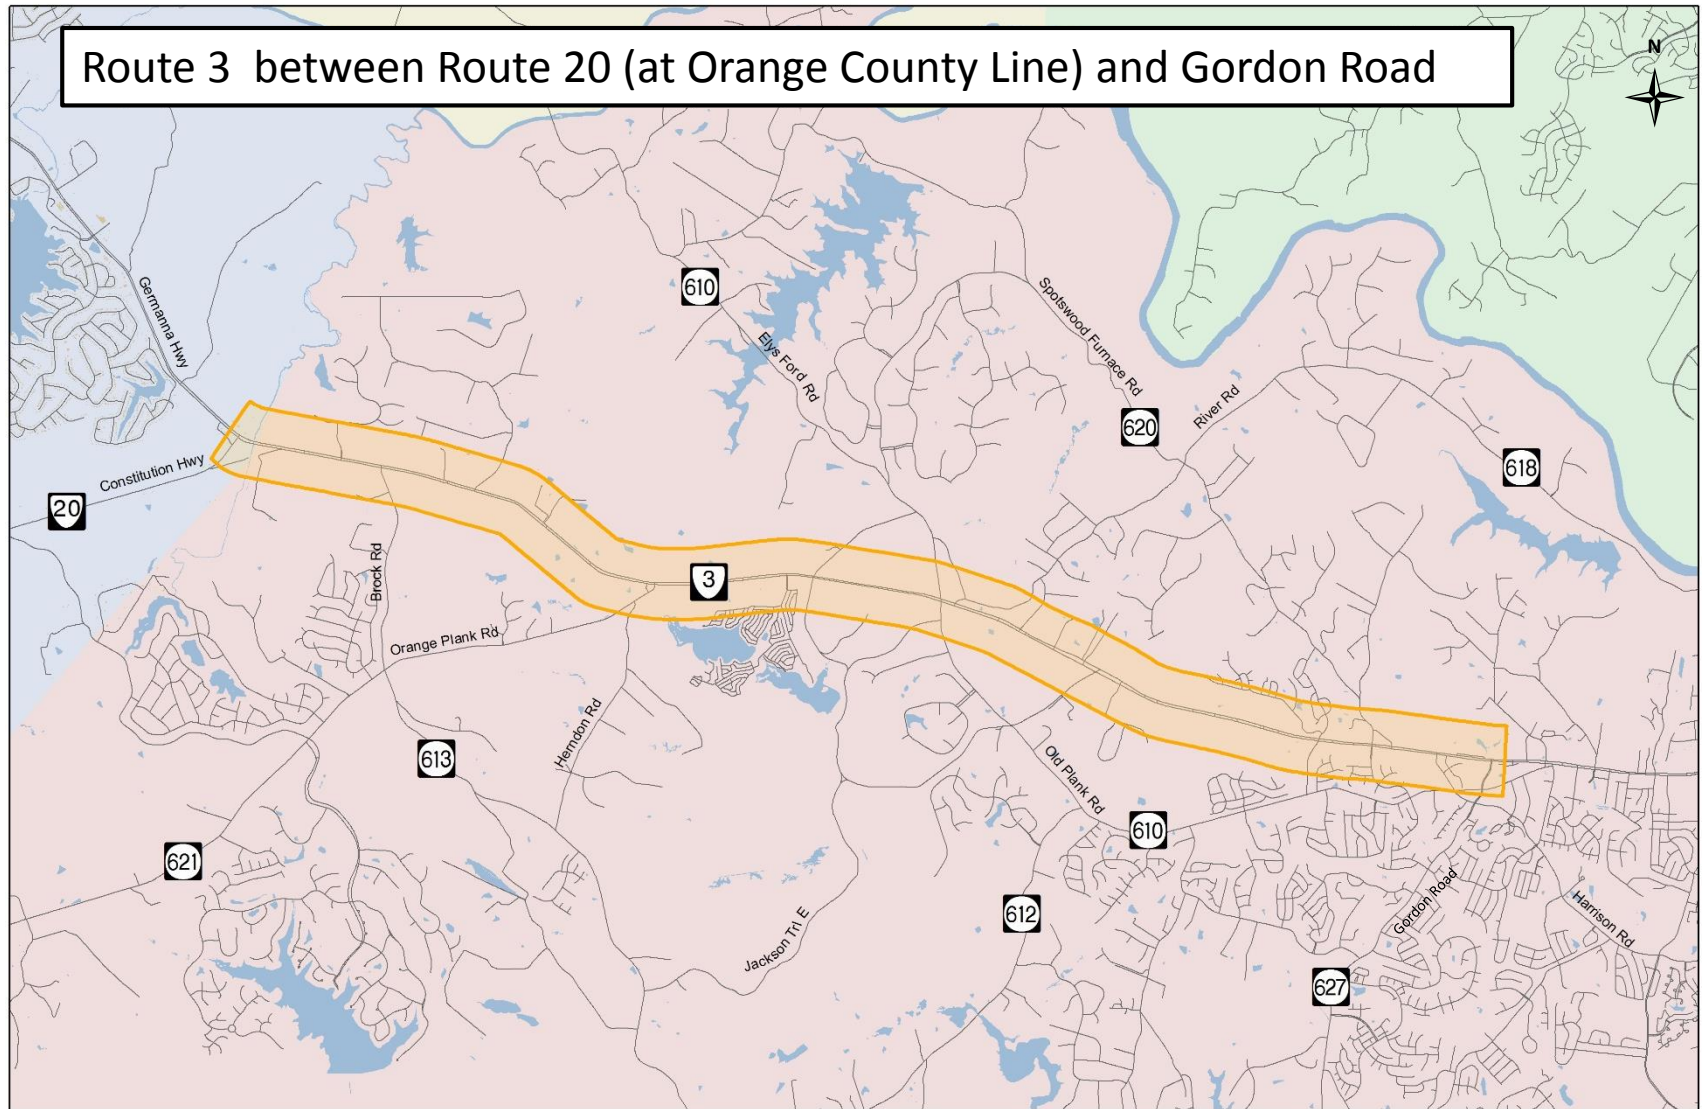 Route 3  between Route 20 (at Orange County Line) and Gordon Road
N
Germanna Hwy
610
Elys Ford Rd
Spotswood Furnace Rd
620
River Rd
618
Constitution Hwy
20
Brock Rd
3
Orange Plank Rd
Herndon Rd
613
Old Plank Rd
610
621
612
Jackson Trl E
Gordon Road
Harrison Rd
627